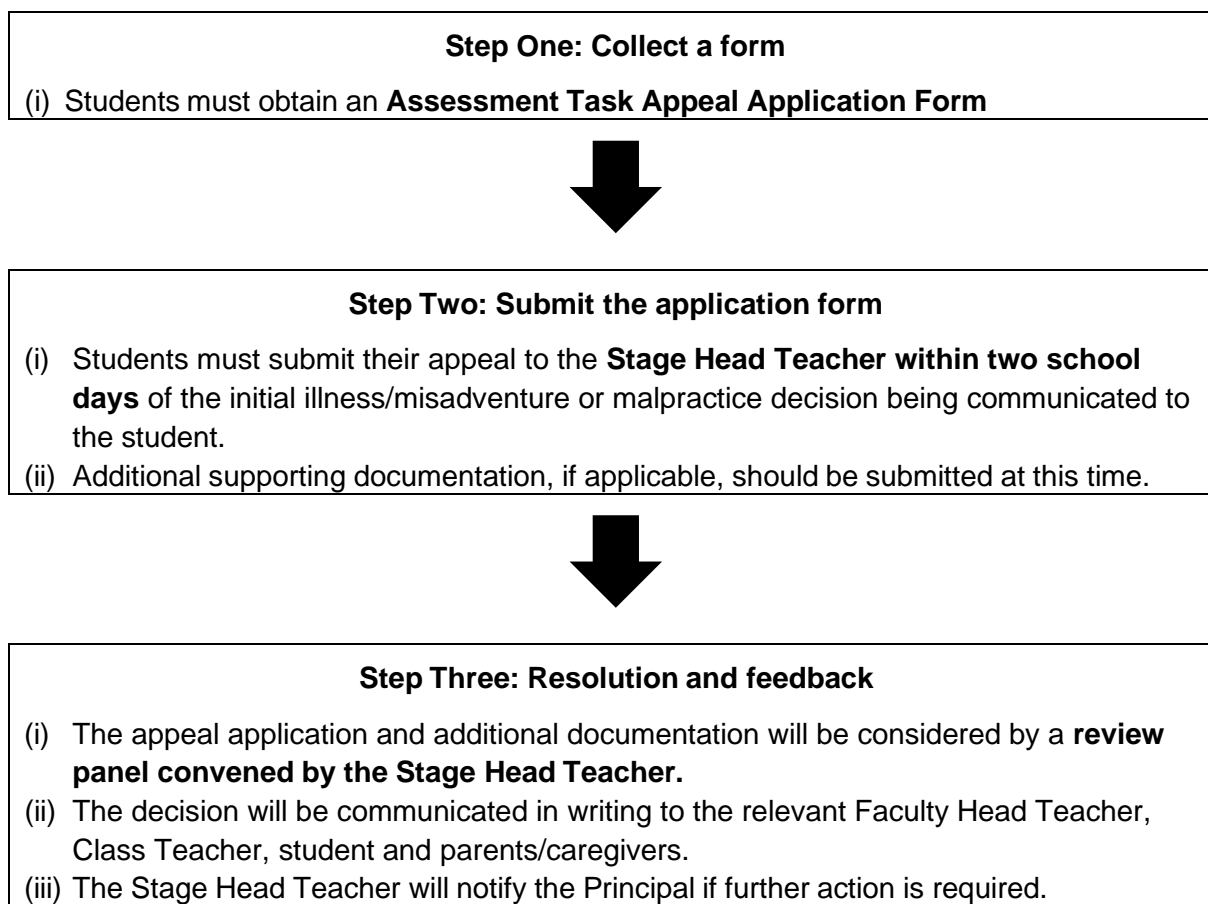 Step One: Collect a form
(i) Students must obtain an Assessment Task Appeal Application Form
Step Two: Submit the application form
(i) Students must submit their appeal to the Stage Head Teacher within two school
days of the initial illness/misadventure or malpractice decision being communicated to
the student.
(ii) Additional supporting documentation, if applicable, should be submitted at this time.
Step Three: Resolution and feedback
(i) The appeal application and additional documentation will be considered by a review
panel convened by the Stage Head Teacher.
(ii) The decision will be communicated in writing to the relevant Faculty Head Teacher,
Class Teacher, student and parents/caregivers.
(iii) The Stage Head Teacher will notify the Principal if further action is required.